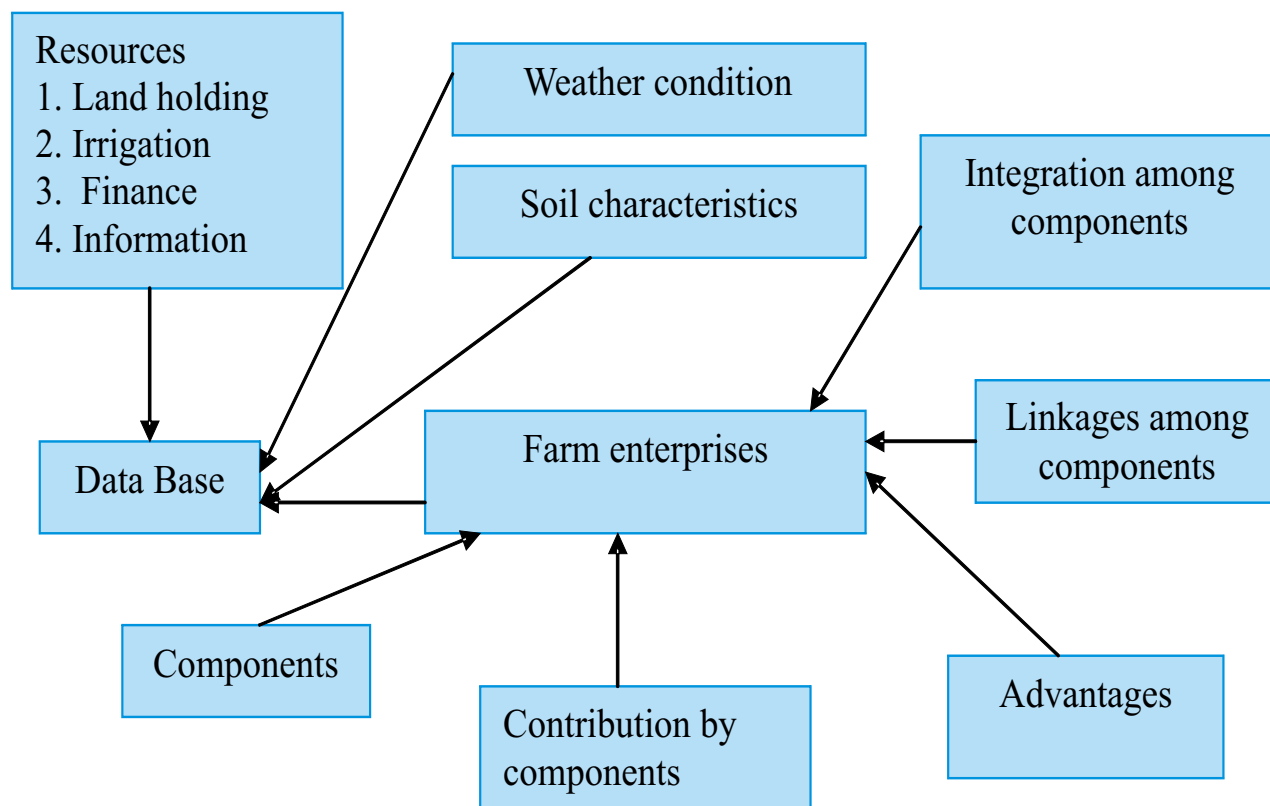 Resources
1. Land holding
2. Irrigation
3. Finance
4. Information
Weather condition
Soil characteristics
Integration among
components
Data Base
Farm enterprises
Linkages among
components
Components
Contribution by
components
Advantages